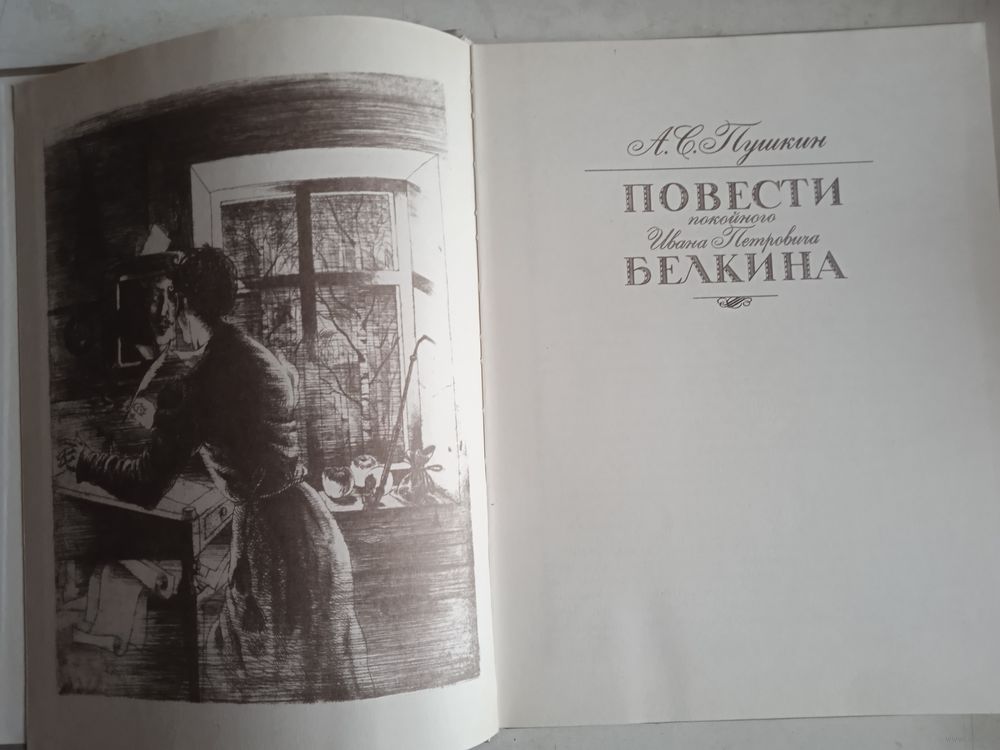 А.С.Пушкин
ПОВЕСТИ
покойного
Ивана Петровича
БЕЛКИНА